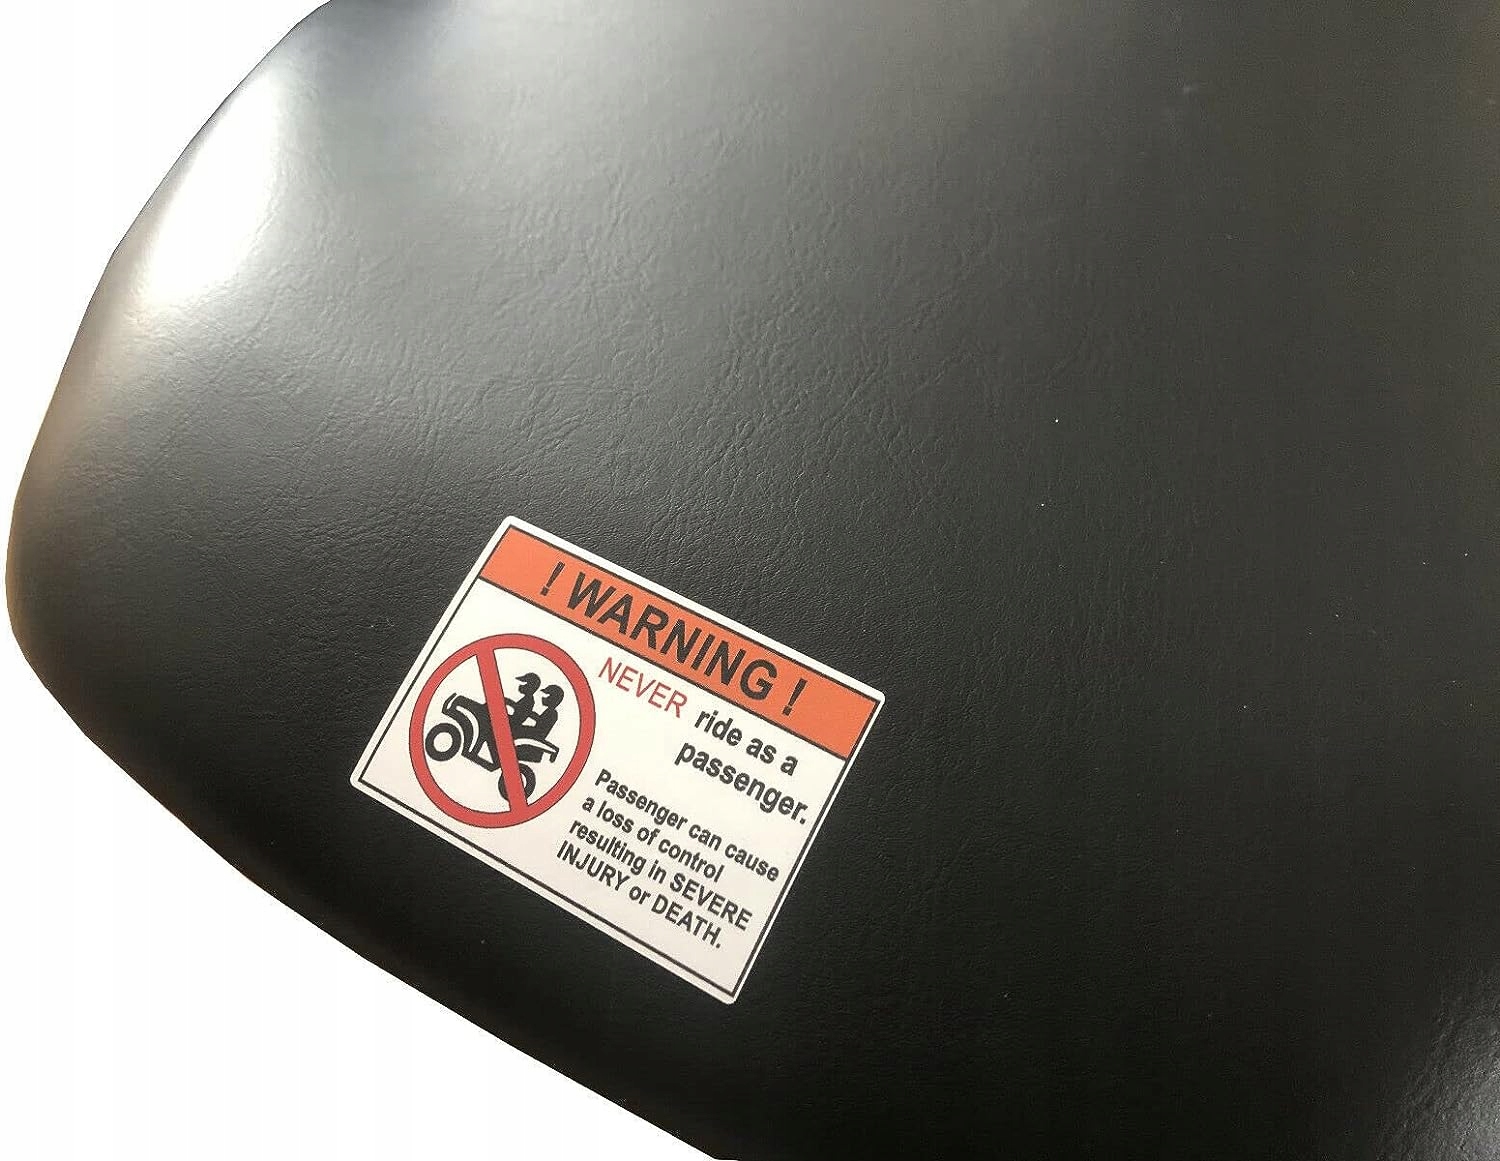 ! WARNING !
NEVER ride as a
passenger.
Passenger can cause
a loss of control
resulting in SEVERE
INJURY or DEATH.